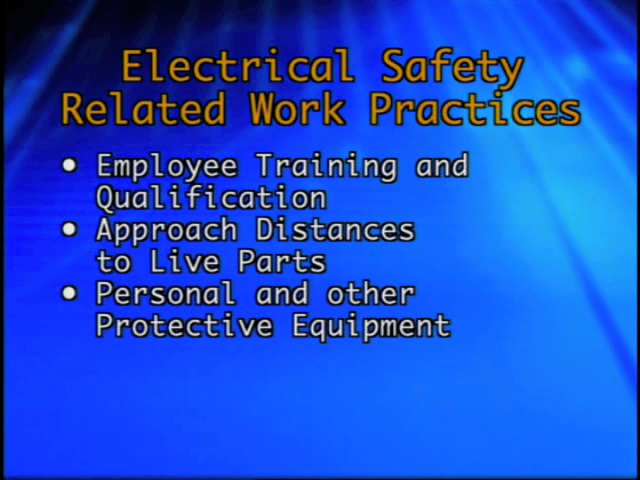 Electrical Safety
Related Work Practices
• Employee Training and
Qualification
• Approach Distances
to Live Parts
• Personal and other
Protective Equipment